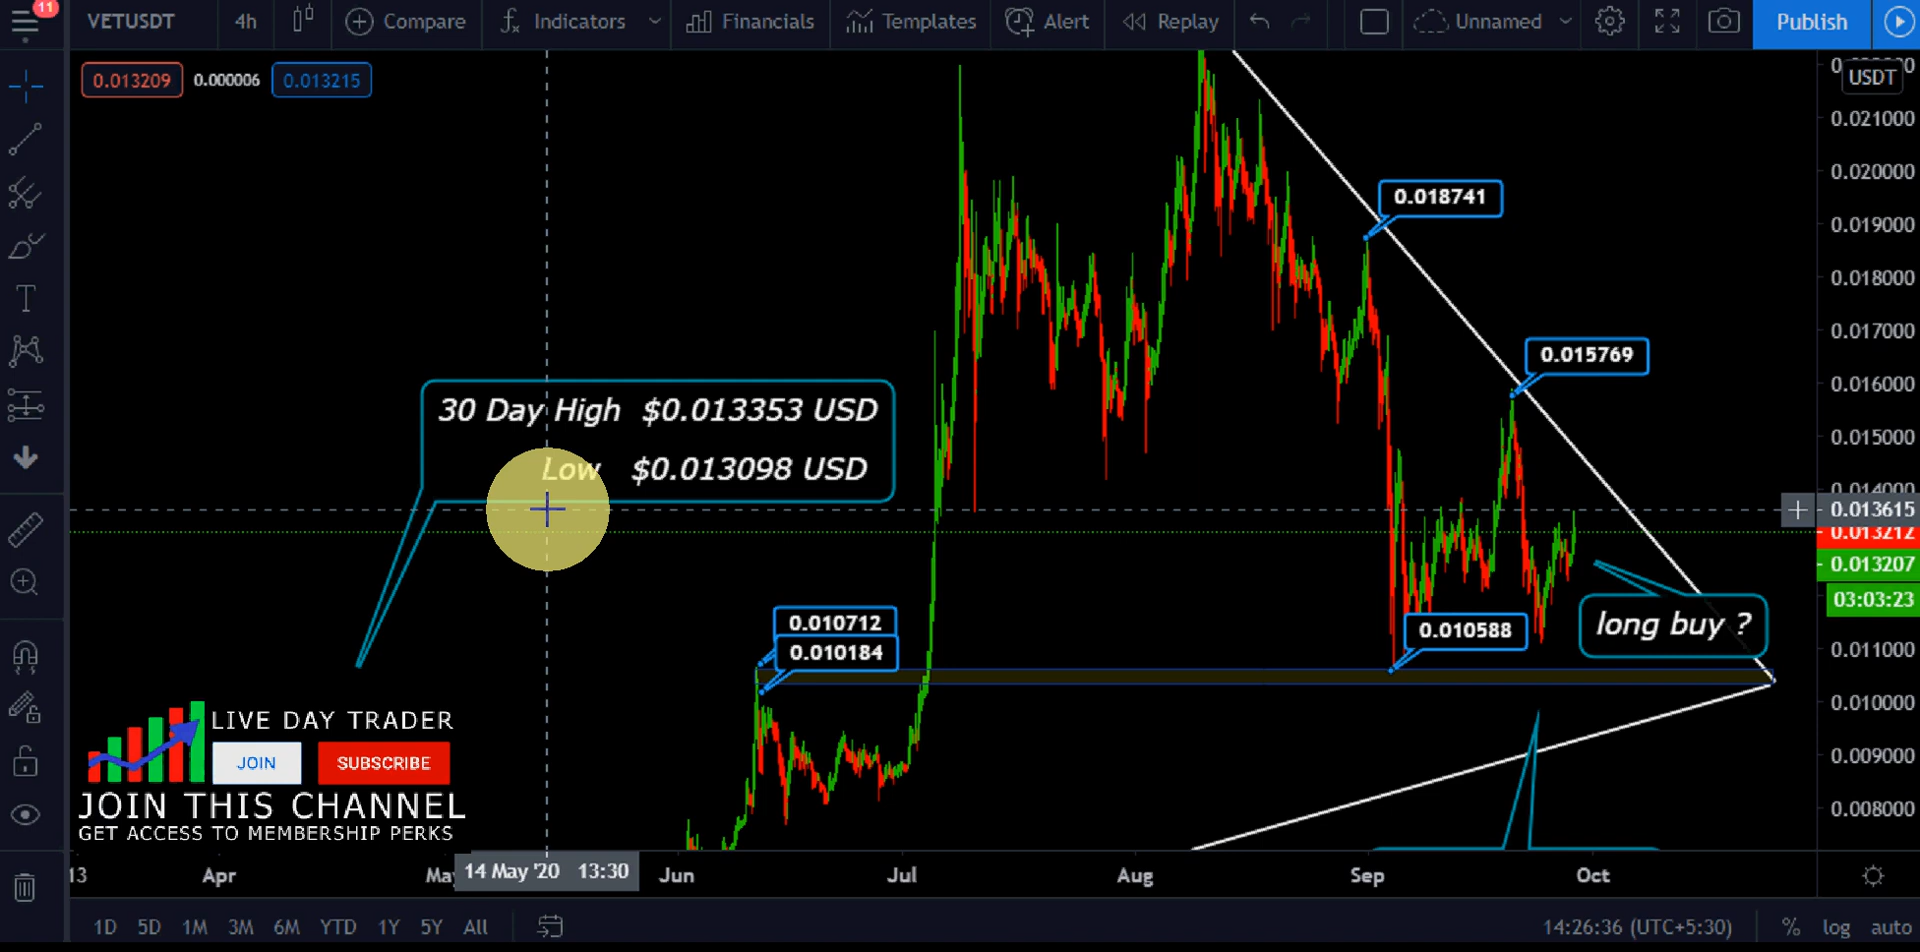 11
VETUSDT
4h
Compare
Indicators
Financials
Templates
Alert
Replay
Unnamed
Publish
0.013209
0.000006
0.013215
USDT
0.021000
0.020000
0.019000
0.018000
0.017000
0.016000
0.015000
0.014000
0.013615
0.013212
0.013207
03:03:23
0.011000
0.010000
0.009000
0.008000
0.018741
0.015769
30 Day High $0.013353 USD
Low $0.013098 USD
0.010712
0.010184
0.010588
long buy ?
LIVE DAY TRADER
JOIN
SUBSCRIBE
JOIN THIS CHANNEL
GET ACCESS TO MEMBERSHIP PERKS
13
Apr
May
14 May '20 13:30
Jun
Jul
Aug
Sep
Oct
1D
5D
1M
3M
6M
YTD
1Y
5Y
All
14:26:36 (UTC+5:30)
%
log
auto